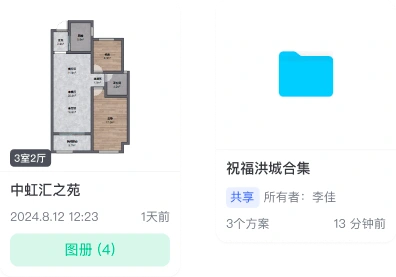 3室2厅
中虹汇之苑
2024.8.12 12:23
1天前
图册 (4)
祝福洪城合集
共享 所有者：李佳
3个方案
13 分钟前